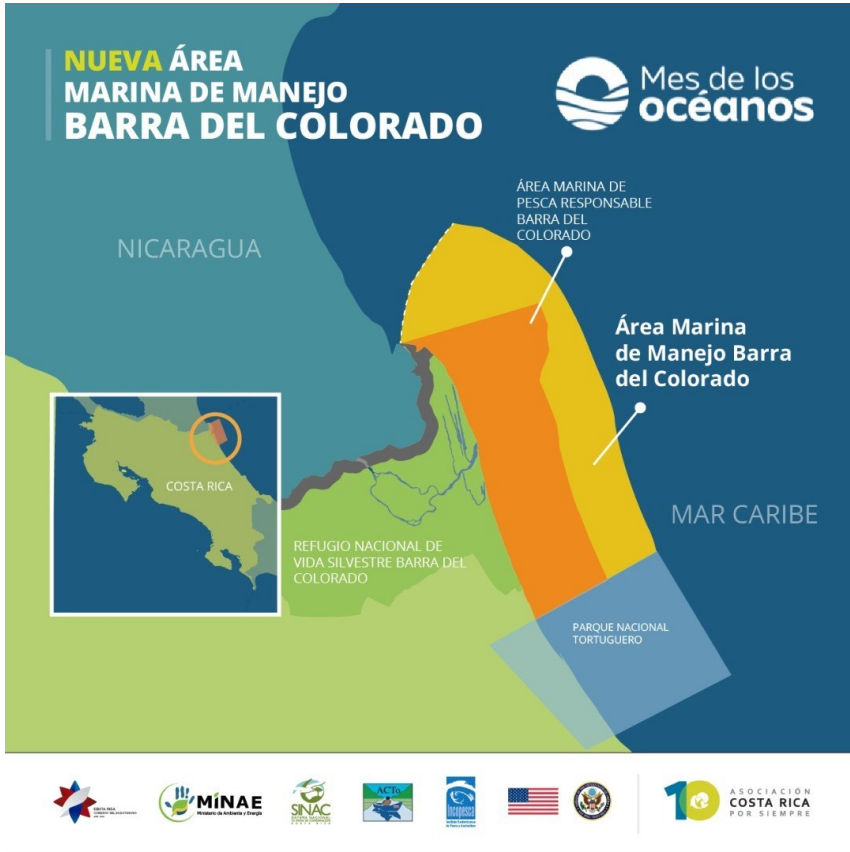 NUEVA ÁREA
MARINA DE MANEJO
BARRA DEL COLORADO
Mes de los
océanos
ÁREA MARINA DE
PESCA RESPONSABLE
BARRA DEL
COLORADO
NICARAGUA
Área Marina
de Manejo Barra
del Colorado
COSTA RICA
MAR CARIBE
REFUGIO NACIONAL DE
VIDA SILVESTRE BARRA DEL
COLORADO
PARQUE NACIONAL
TORTUGUERO
MiNAE
Ministerio de Ambiente y Energía
SINAC
ACTo
Incopesca
10
ASOCIACIÓN
COSTA RICA
POR SIEMPRE